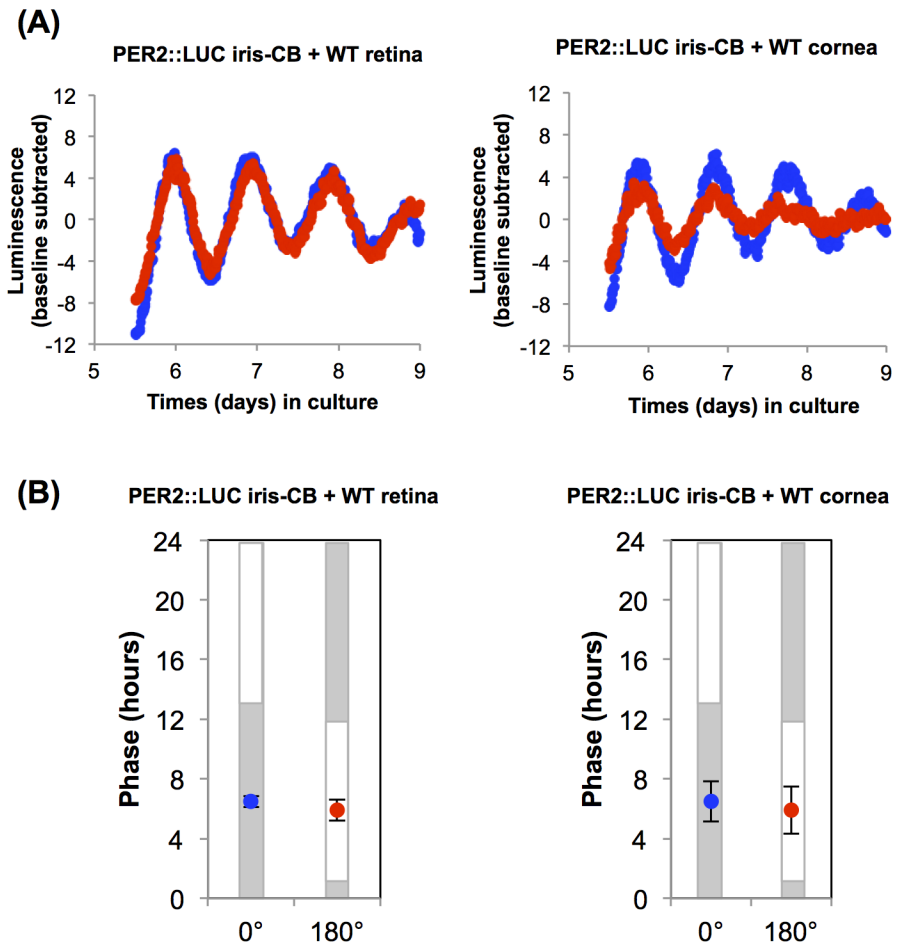 (A)
PER2::LUC iris-CB + WT retina
Luminescence
(baseline subtracted)
12
8
4
0
-4
-8
-12
5 6 7 8 9
Times (days) in culture
PER2::LUC iris-CB + WT cornea
Luminescence
(baseline subtracted)
12
8
4
0
-4
-8
-12
5 6 7 8 9
Times (days) in culture
(B)
PER2::LUC iris-CB + WT retina
Phase (hours)
24
20
16
12
8
4
0
0° 180°
PER2::LUC iris-CB + WT cornea
Phase (hours)
24
20
16
12
8
4
0
0° 180°